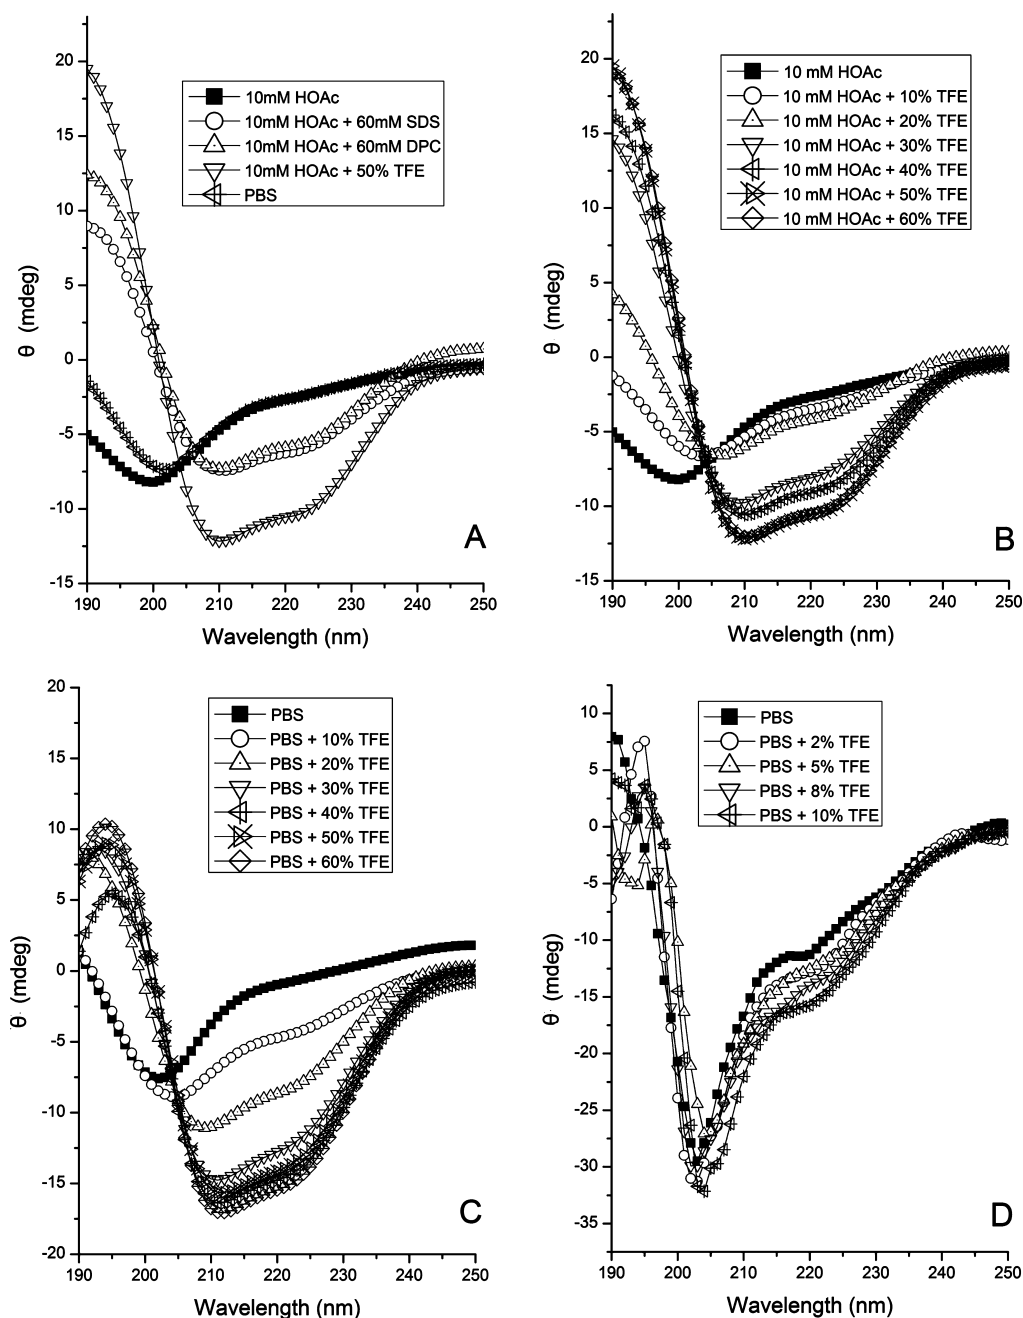 20
15
10
5
0
-5
-10
-15
190 200 210 220 230 240 250
Wavelength (nm)
θ (mdeg)
10mM HOAc
10mM HOAc + 60mM SDS
10mM HOAc + 60mM DPC
10mM HOAc + 50% TFE
PBS
A
20
15
10
5
0
-5
-10
-15
190 200 210 220 230 240 250
Wavelength (nm)
θ (mdeg)
10 mM HOAc
10 mM HOAc + 10% TFE
10 mM HOAc + 20% TFE
10 mM HOAc + 30% TFE
10 mM HOAc + 40% TFE
10 mM HOAc + 50% TFE
10 mM HOAc + 60% TFE
B
20
15
10
5
0
-5
-10
-15
-20
190 200 210 220 230 240 250
Wavelength (nm)
θ (mdeg)
PBS
PBS + 10% TFE
PBS + 20% TFE
PBS + 30% TFE
PBS + 40% TFE
PBS + 50% TFE
PBS + 60% TFE
C
10
5
0
-5
-10
-15
-20
-25
-30
-35
190 200 210 220 230 240 250
Wavelength (nm)
θ (mdeg)
PBS
PBS + 2% TFE
PBS + 5% TFE
PBS + 8% TFE
PBS + 10% TFE
D